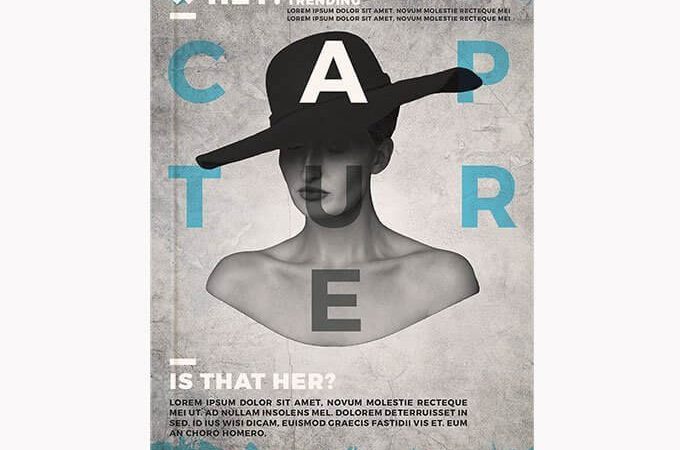 TRENDING
LOREM IPSUM DOLOR SIT AMET, NOVUM MOLESTIE RECTEQUE MEI
LOREM IPSUM DOLOR SIT AMET, NOVUM MOLESTIE RECTEQUE MEI
C A P
T U R
E
IS THAT HER?
LOREM IPSUM DOLOR SIT AMET, NOVUM MOLESTIE RECTEQUE
MEI UT. AD NULLAM INSOLENS MEL. DOLOREM DETERRUISSET IN
SED. ID IUS WISI DICAM, EUISMOD GRAECIS FASTIDII VIS ET. EUM
AN CHORO HOMERO.